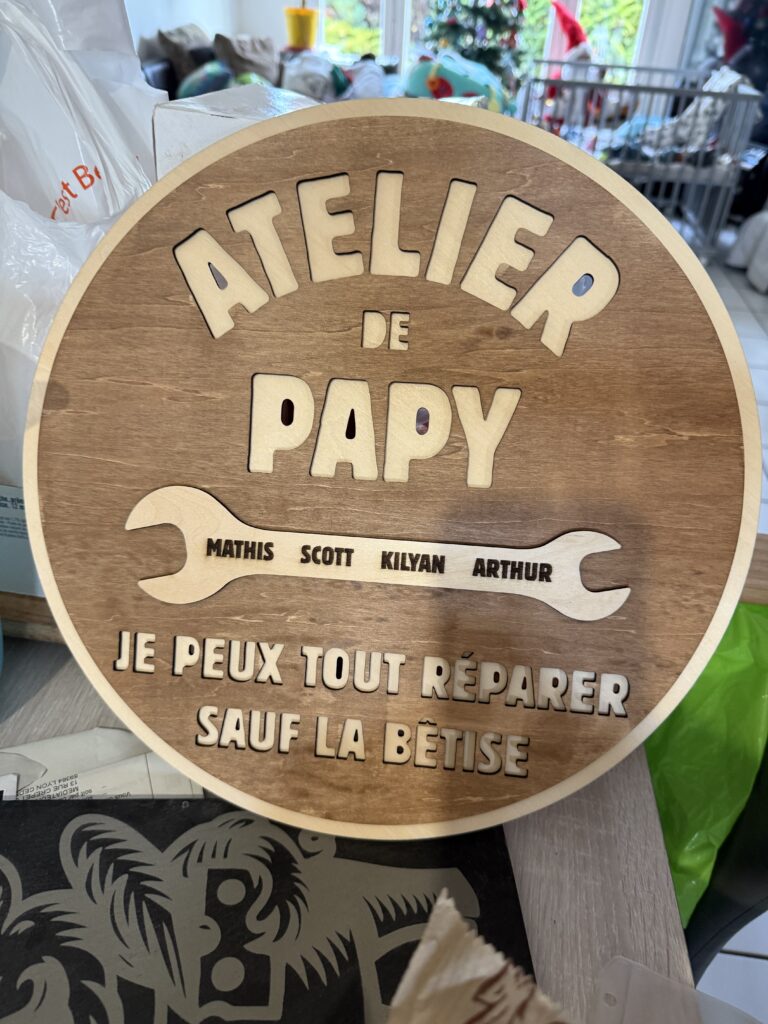 ATELIER
DE
PAPY
MATHIS SCOTT KILYAN ARTHUR
JE PEUX TOUT RÉPARER
SAUF LA BÊTISE